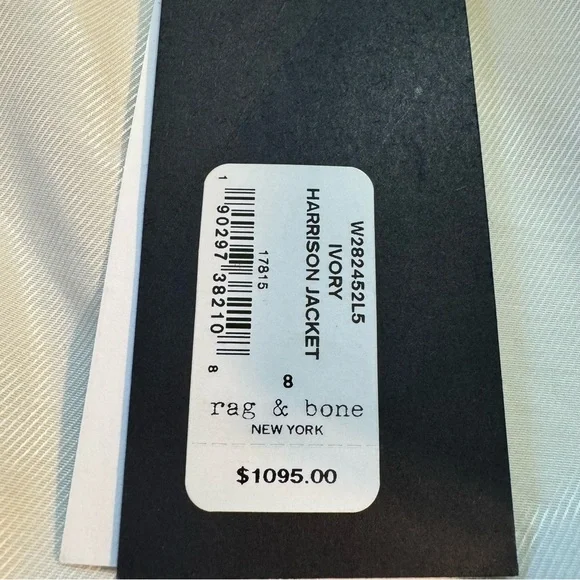 W282452L5
IVORY
HARRISON JACKET
17815
1 90297 38210 8
8
rag & bone
NEW YORK
$1095.00